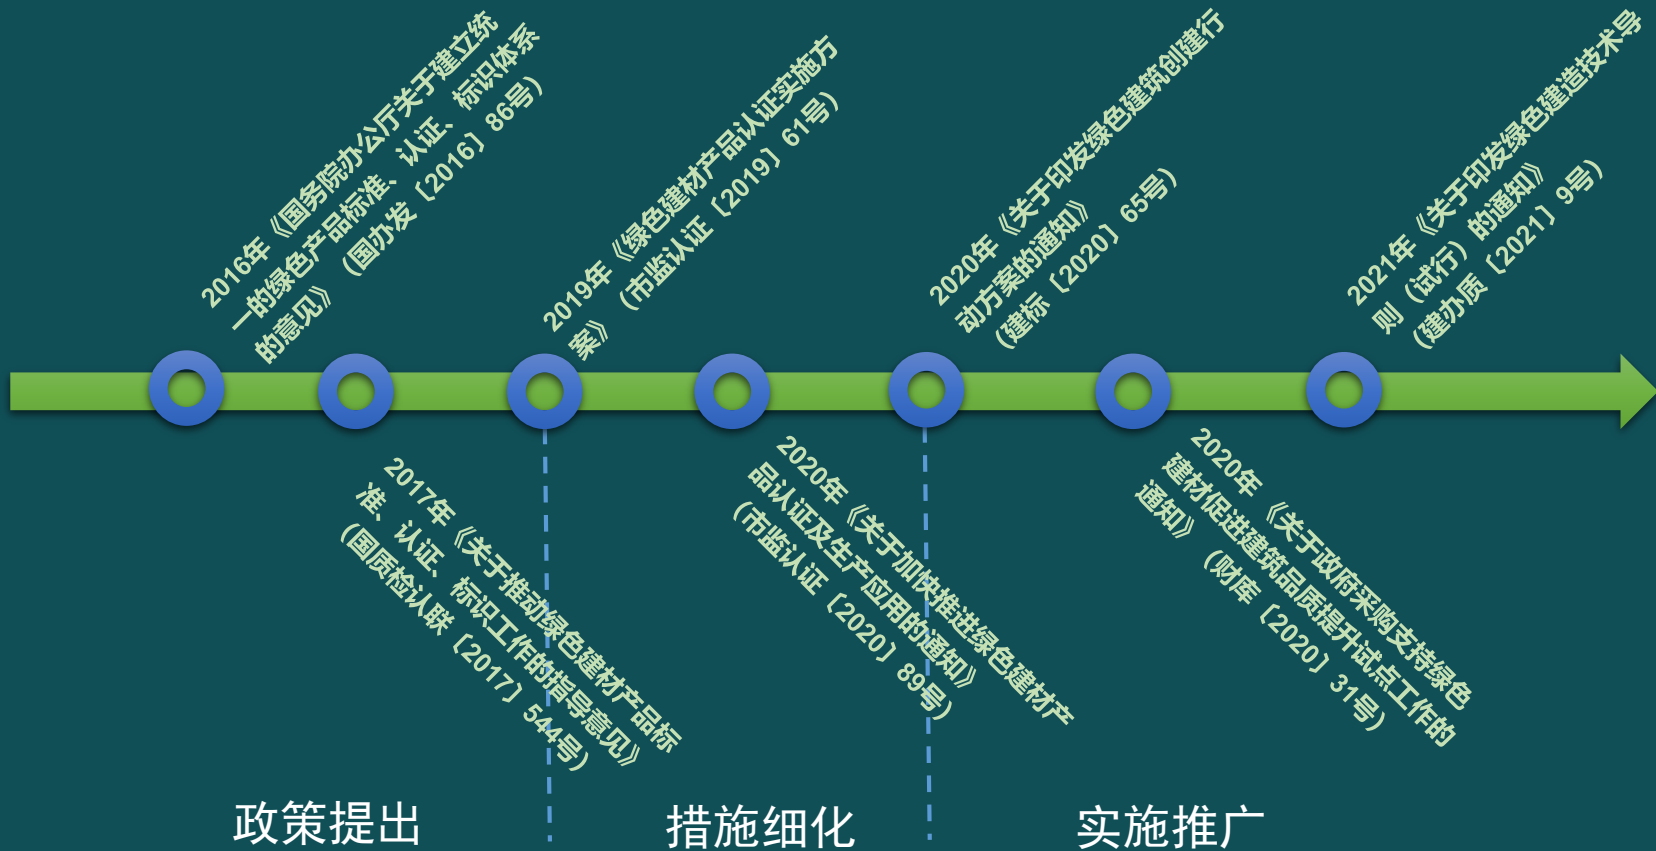 2016年《国务院办公厅关于建立统
一的绿色产品标准、认证、标识体系
的意见》（国办发〔2016〕86号）
2017年《关于推动绿色建材产品标
准、认证、标识工作的指导意见》
（国质检认联〔2017〕544号）
2019年《绿色建材产品认证实施方
案》（市监认证〔2019〕61号）
2020年《关于加快推进绿色建材产
品认证及生产应用的通知》
（市监认证〔2020〕89号）
2020年《关于印发绿色建筑创建行
动方案的通知》
（建标〔2020〕65号）
2020年《关于政府采购支持绿色
建材促进建筑品质提升试点工作的
通知》（财库〔2020〕31号）
2021年《关于印发绿色建造技术导
则（试行）的通知》
（建办质〔2021〕9号）
政策提出
措施细化
实施推广